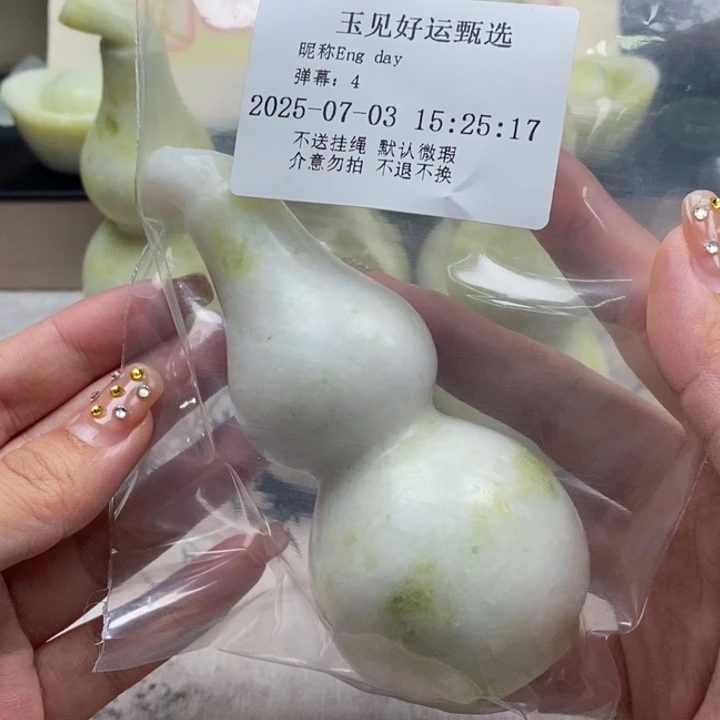 玉见好运甄选
昵称Eng day
弹幕：4
2025-07-03 15:25:17
不送挂绳 默认微瑕
介意勿拍 不退不换